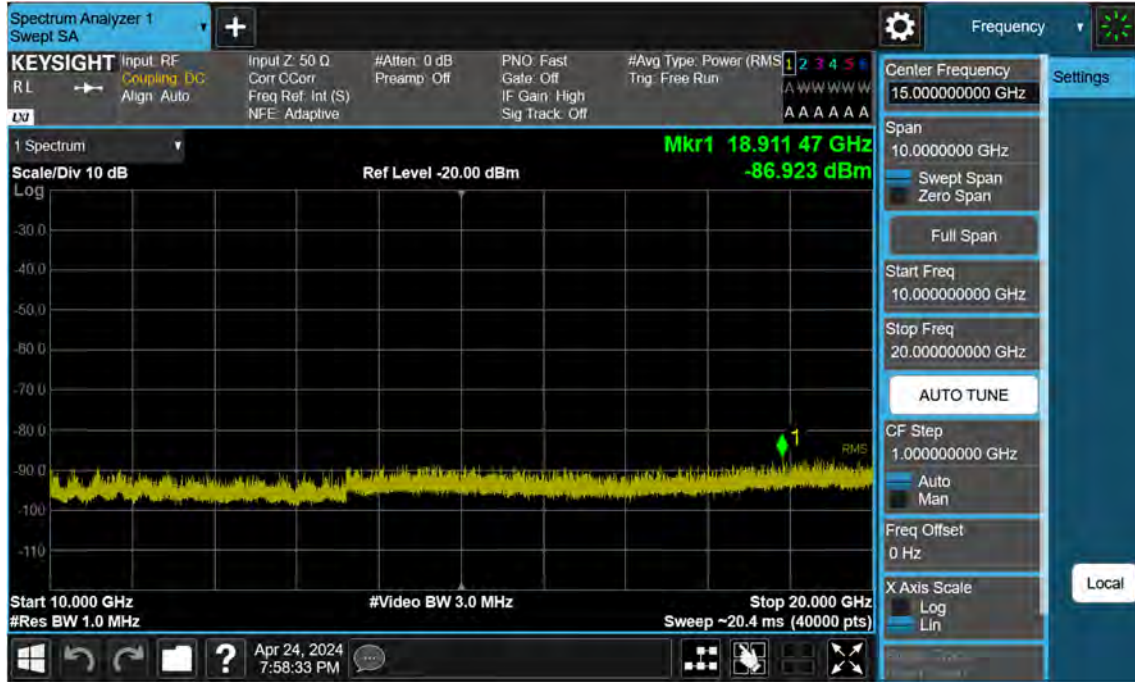 Spectrum Analyzer 1
Swept SA
Frequency
KEYSIGHT
RL
LXI
Input: RF
Coupling: DC
Align: Auto
Input Z: 50 Ω
Corr CCorr
Freq Ref: Int (S)
NFE: Adaptive
#Atten: 0 dB
Preamp: Off
PNO: Fast
Gate: Off
IF Gain: High
Sig Track: Off
#Avg Type: Power (RMS
Trig: Free Run
1 2 3 4 5 6
A W W W W W
A A A A A A
1 Spectrum
Scale/Div 10 dB
Ref Level -20.00 dBm
Mkr1 18.911 47 GHz
-86.923 dBm
Log
-30.0
-40.0
-50.0
-60.0
-70.0
-80.0
-90.0
-100
-110
1
RMS
Start 10.000 GHz
#Video BW 3.0 MHz
Stop 20.000 GHz
#Res BW 1.0 MHz
Sweep ~20.4 ms (40000 pts)
Center Frequency
15.000000000 GHz
Settings
Span
10.0000000 GHz
Swept Span
Zero Span
Full Span
Start Freq
10.000000000 GHz
Stop Freq
20.000000000 GHz
AUTO TUNE
CF Step
1.000000000 GHz
Auto
Man
Freq Offset
0 Hz
X Axis Scale
Log
Lin
Local
?
Apr 24, 2024
7:58:33 PM